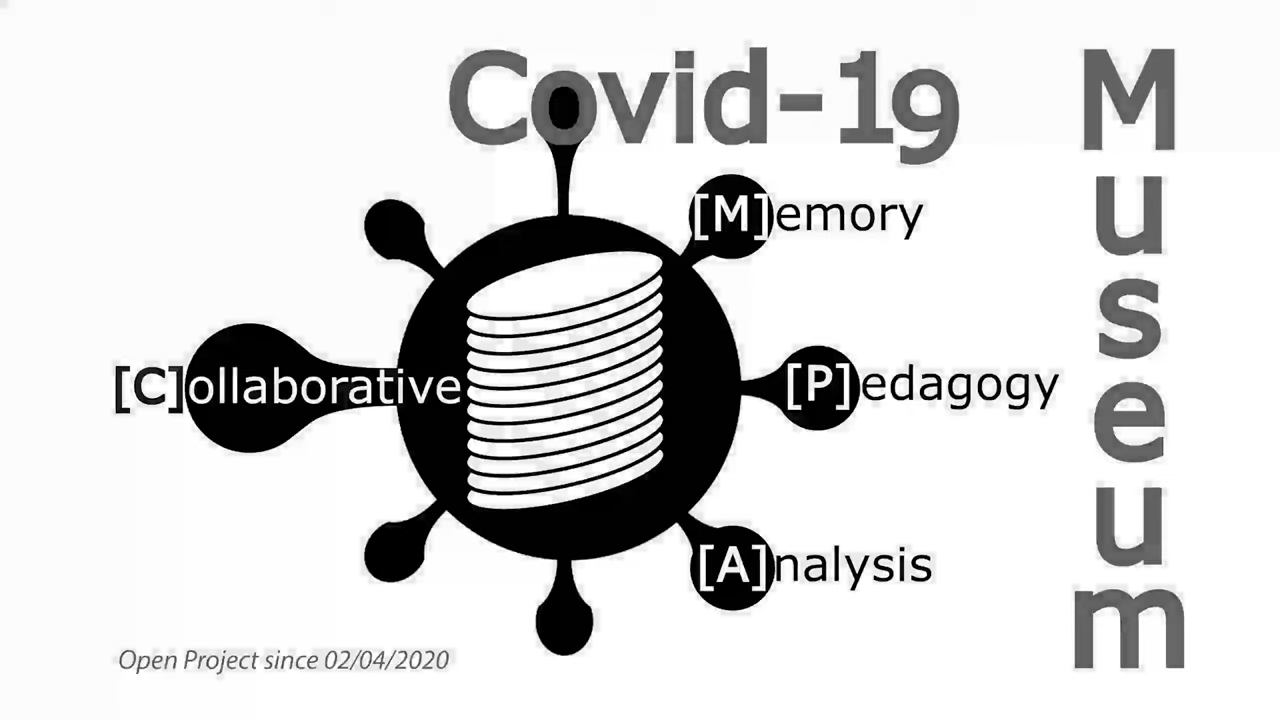 Covid-19
Museum
[M]emory
[C]ollaborative
[P]edagogy
[A]nalysis
Open Project since 02/04/2020